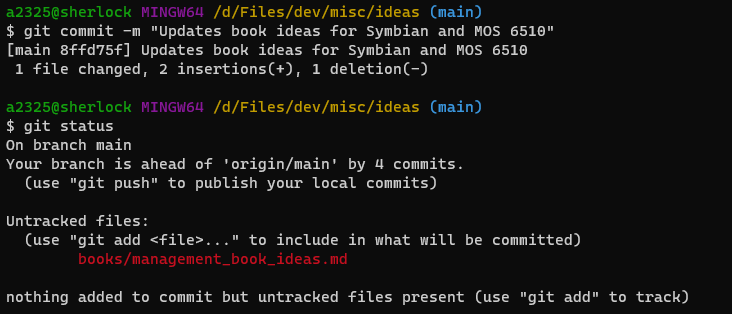 a2325@sherlock MINGW64 /d/Files/dev/misc/ideas (main)
$ git commit -m "Updates book ideas for Symbian and MOS 6510"
[main 8ffd75f] Updates book ideas for Symbian and MOS 6510
 1 file changed, 2 insertions(+), 1 deletion(-)

a2325@sherlock MINGW64 /d/Files/dev/misc/ideas (main)
$ git status
On branch main
Your branch is ahead of 'origin/main' by 4 commits.
  (use "git push" to publish your local commits)

Untracked files:
  (use "git add <file>..." to include in what will be committed)
        books/management_book_ideas.md

nothing added to commit but untracked files present (use "git add" to track)